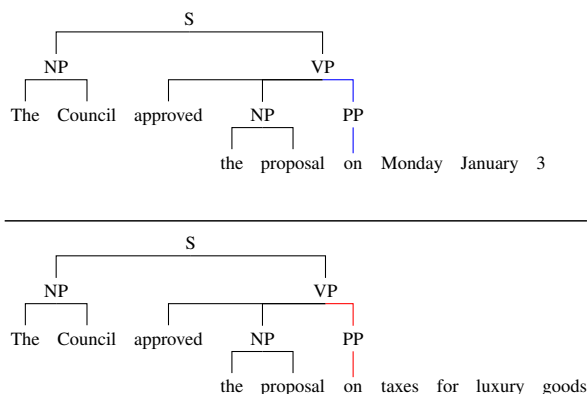 S
NP VP
The Council approved NP PP
the proposal on Monday January 3
S
NP VP
The Council approved NP PP
the proposal on taxes for luxury goods